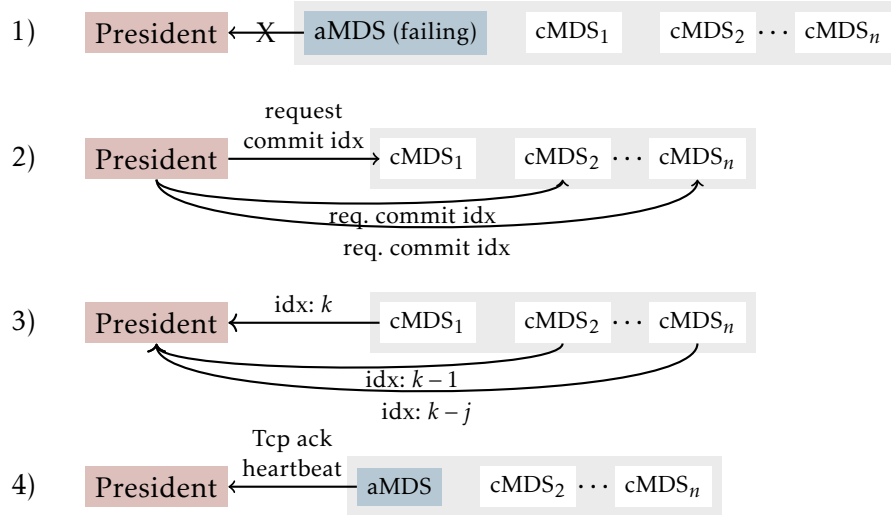 1) President X aMDS (failing) cMDS₁ cMDS₂ ··· cMDSₙ
request
commit idx
2) President cMDS₁ cMDS₂ ··· cMDSₙ
req. commit idx
req. commit idx
idx: k
3) President cMDS₁ cMDS₂ ··· cMDSₙ
idx: k – 1
idx: k – j
Tcp ack
heartbeat
4) President aMDS cMDS₂ ··· cMDSₙ